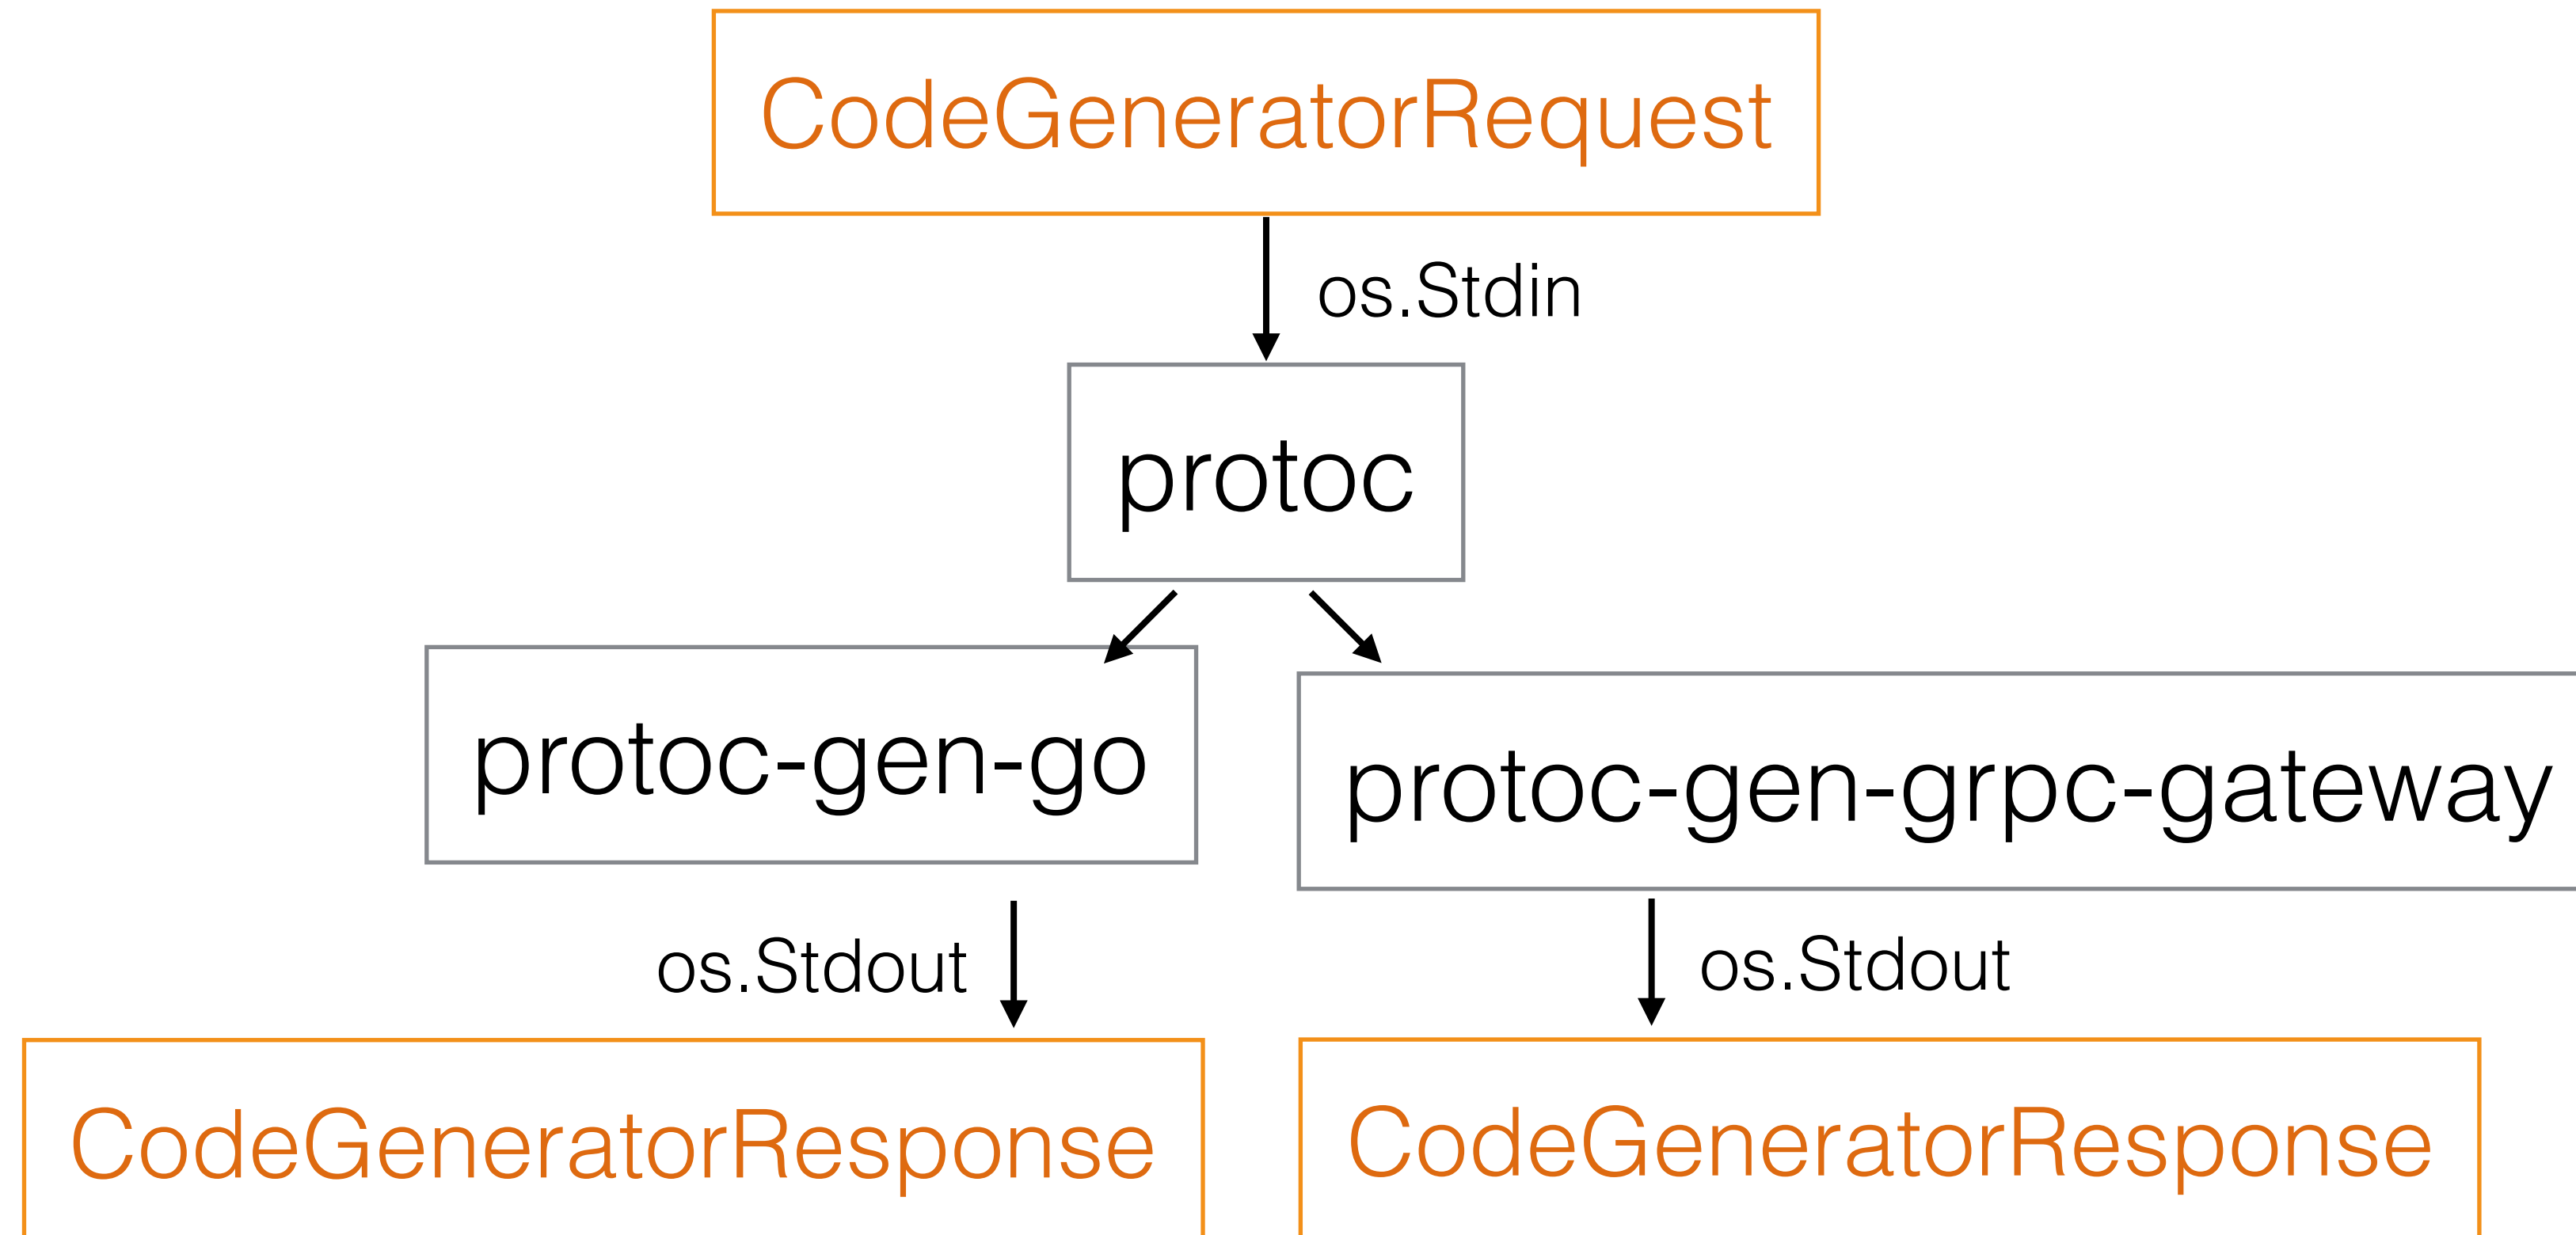 CodeGeneratorRequest
os.Stdin
protoc
protoc-gen-go
protoc-gen-grpc-gateway
os.Stdout
os.Stdout
CodeGeneratorResponse
CodeGeneratorResponse